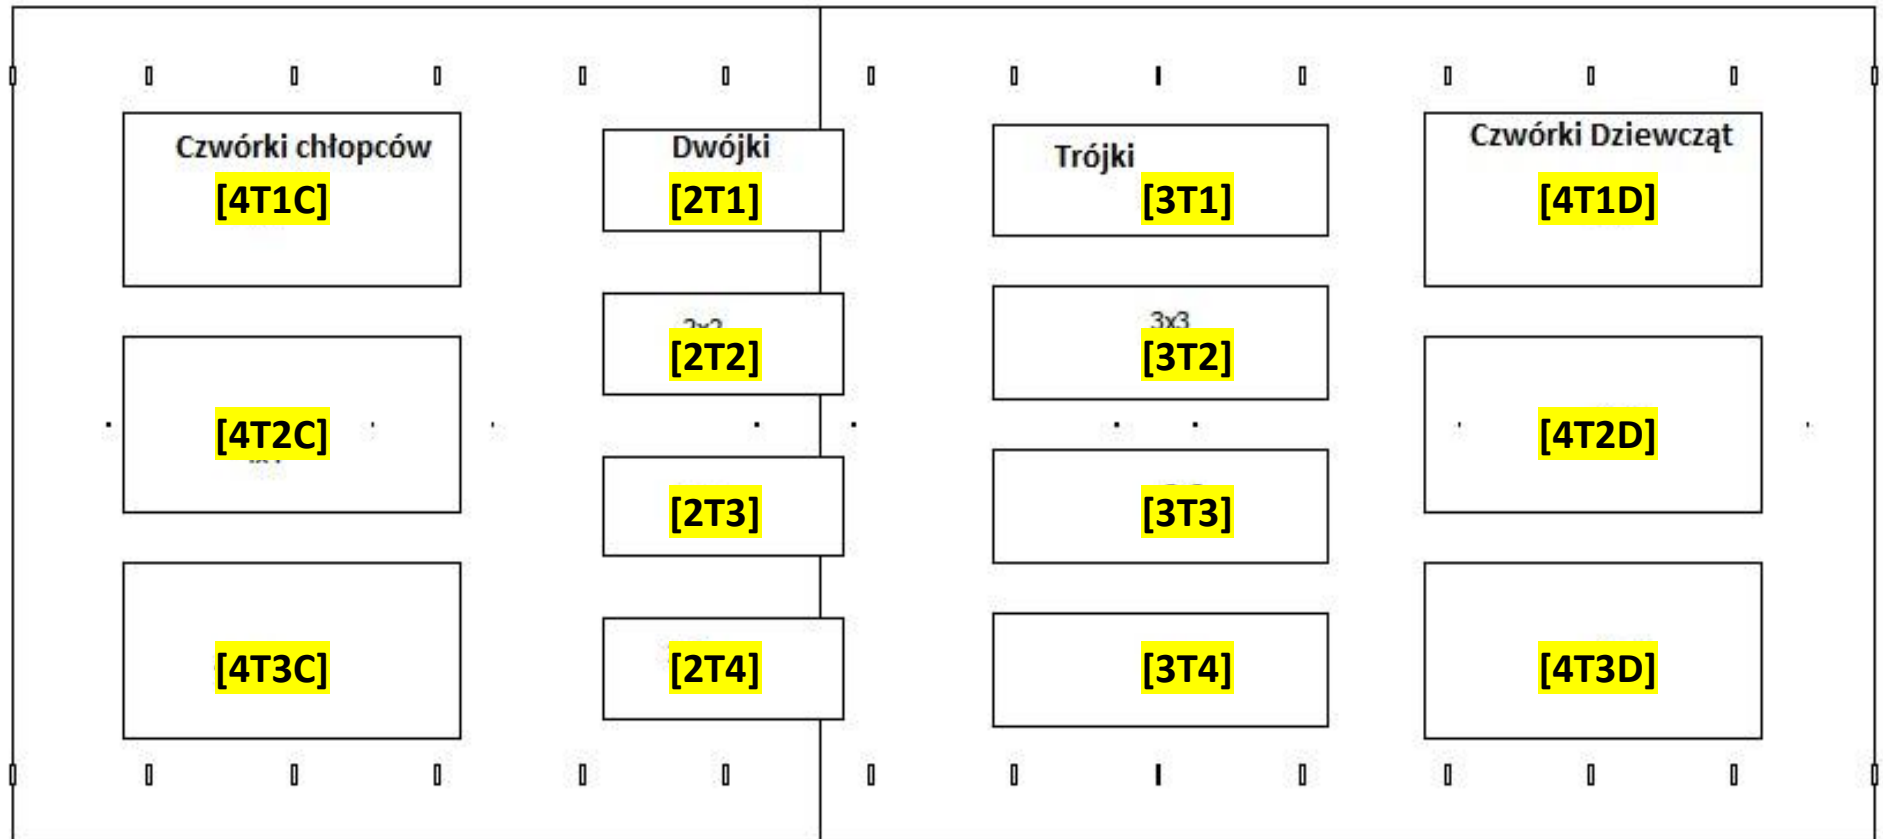 Czwórki chłopców
[4T1C]
[4T2C]
[4T3C]
Dwójki
[2T1]
[2T2]
[2T3]
[2T4]
Trójki
[3T1]
3x3
[3T2]
[3T3]
[3T4]
Czwórki Dziewcząt
[4T1D]
[4T2D]
[4T3D]